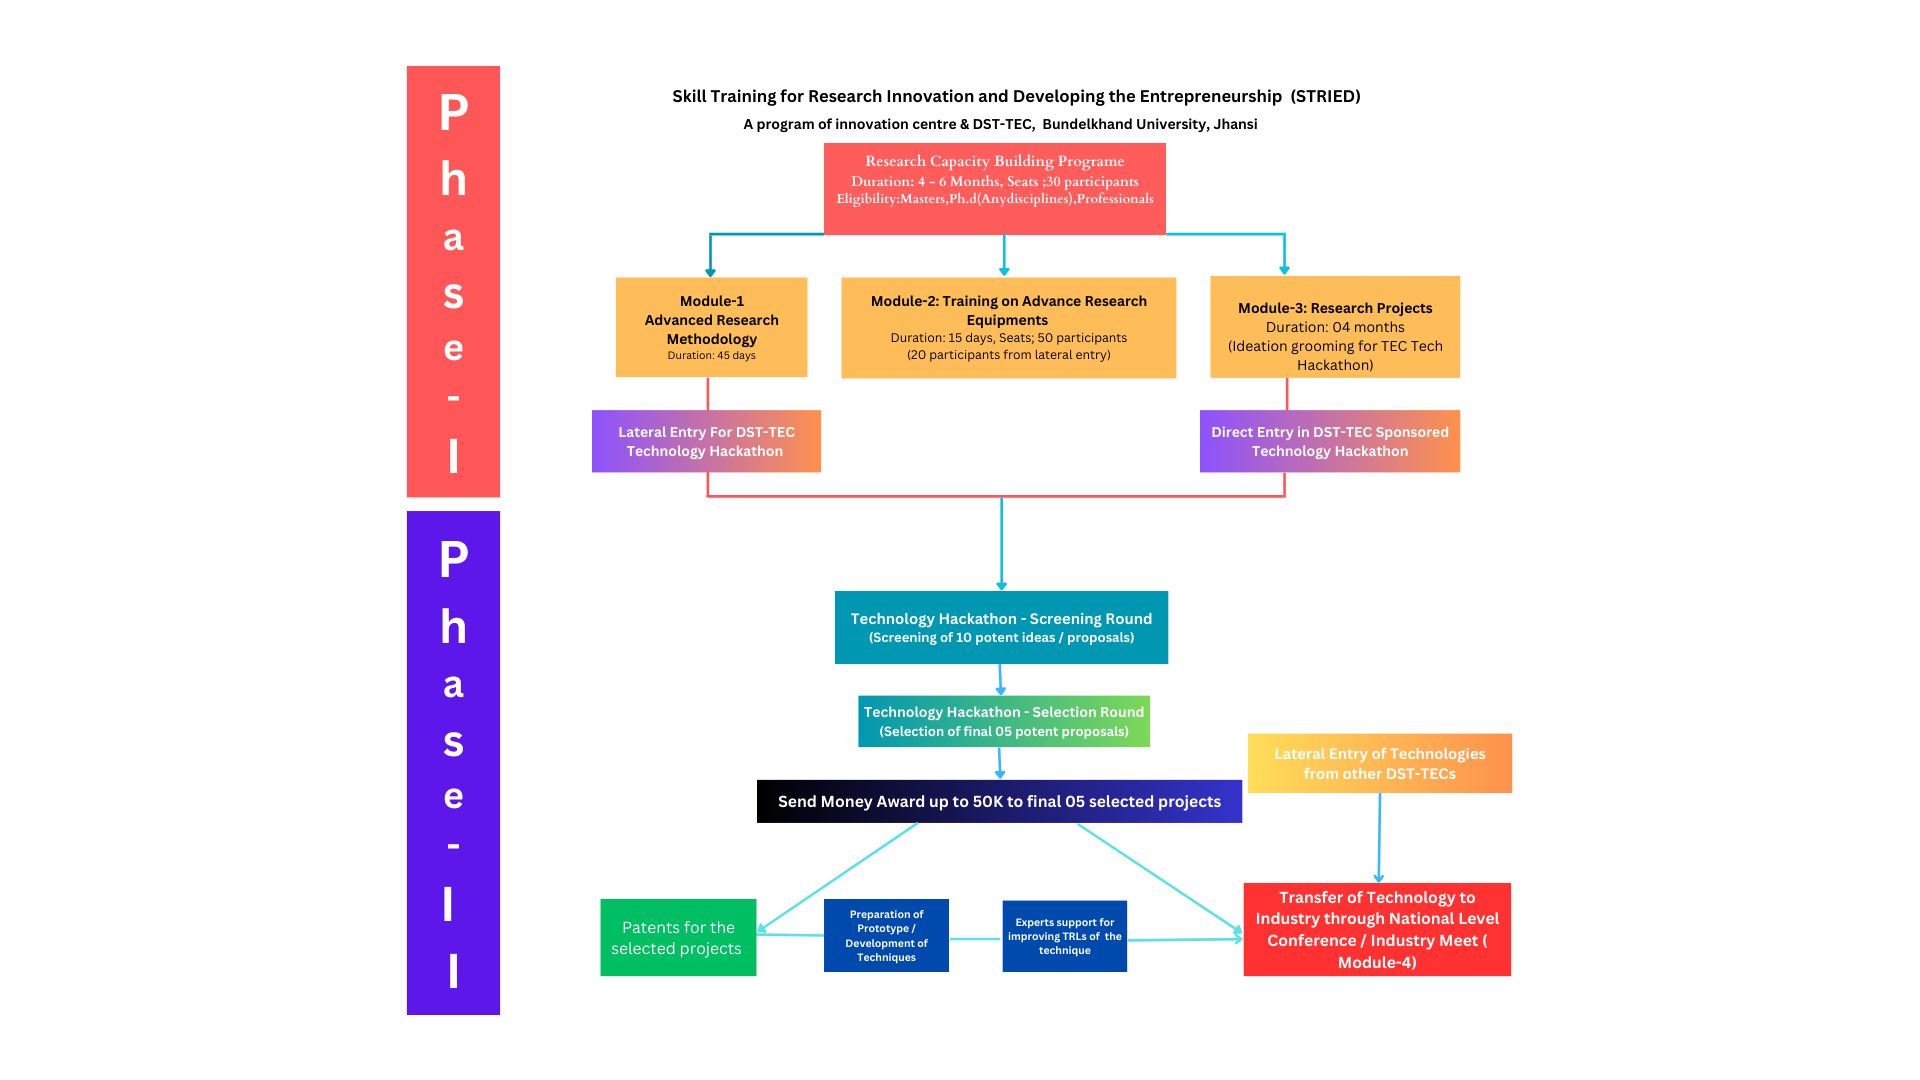 Phase-I
Skill Training for Research Innovation and Developing the Entrepreneurship (STRIED)
A program of innovation centre & DST-TEC, Bundelkhand University, Jhansi
Research Capacity Building Programe
Duration: 4 - 6 Months, Seats ;30 participants
Eligibility:Masters,Ph.d(Anydisciplines),Professionals
Module-1
Advanced Research
Methodology
Duration: 45 days
Module-2: Training on Advance Research
Equipments
Duration: 15 days, Seats; 50 participants
(20 participants from lateral entry)
Module-3: Research Projects
Duration: 04 months
(Ideation grooming for TEC Tech
Hackathon)
Lateral Entry For DST-TEC
Technology Hackathon
Direct Entry in DST-TEC Sponsored
Technology Hackathon
Phase-II
Technology Hackathon - Screening Round
(Screening of 10 potent ideas / proposals)
Technology Hackathon - Selection Round
(Selection of final 05 potent proposals)
Lateral Entry of Technologies
from other DST-TECs
Send Money Award up to 50K to final 05 selected projects
Patents for the
selected projects
Preparation of
Prototype /
Development of
Techniques
Experts support for
improving TRLs of the
technique
Transfer of Technology to
Industry through National Level
Conference / Industry Meet (
Module-4)